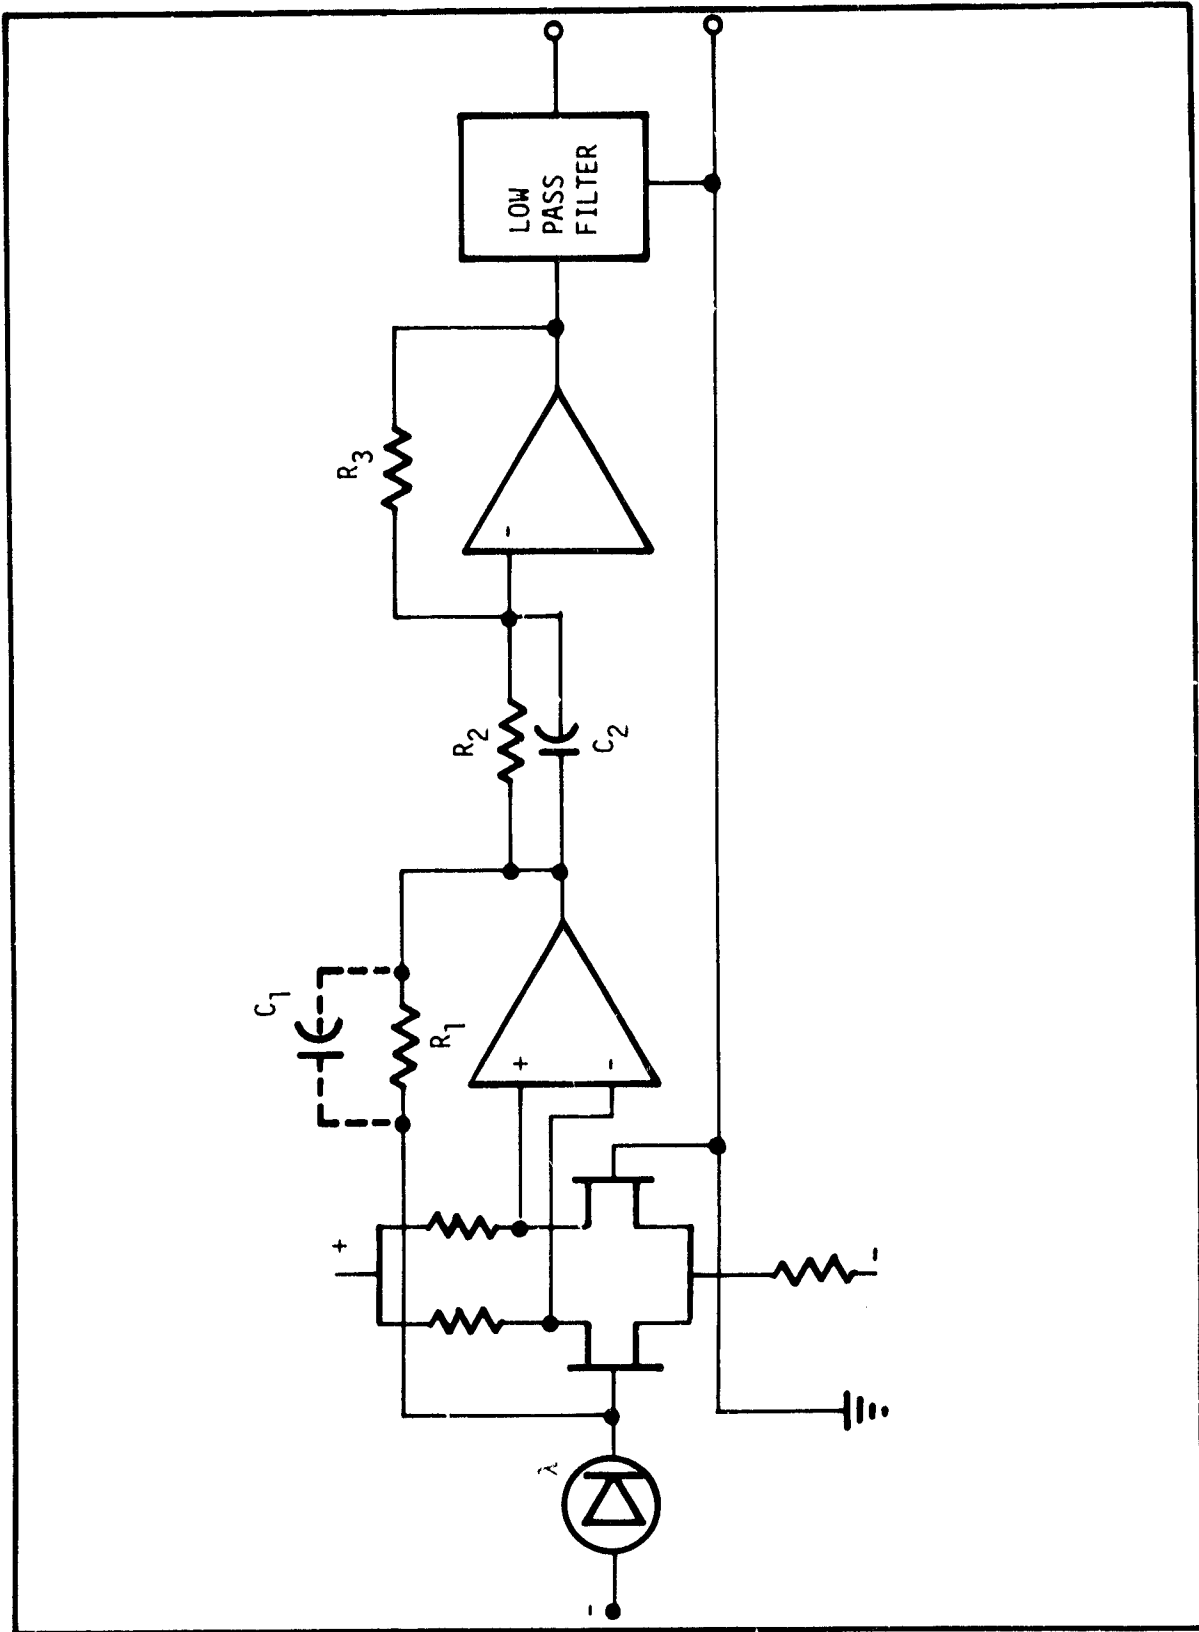 C1
R1
+
-
+
-
λ
-
R2
C2
R3
-
LOW
PASS
FILTER